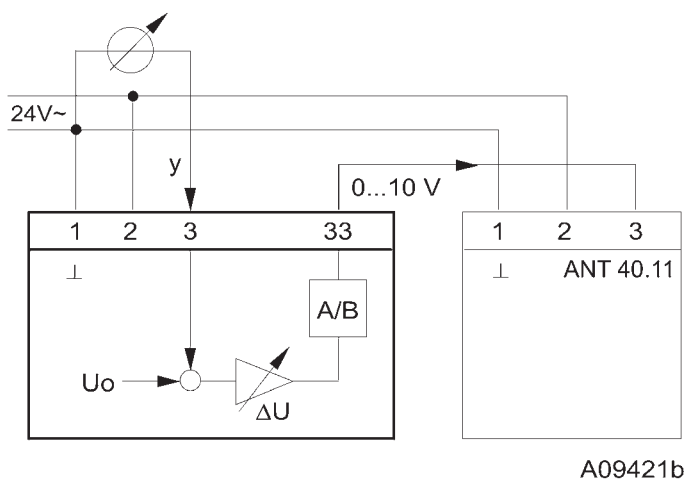 24V~
y
0...10 V
1 2 3 33
1 2 3
⊥
⊥ ANT 40.11
A/B
Uo
ΔU
A09421b